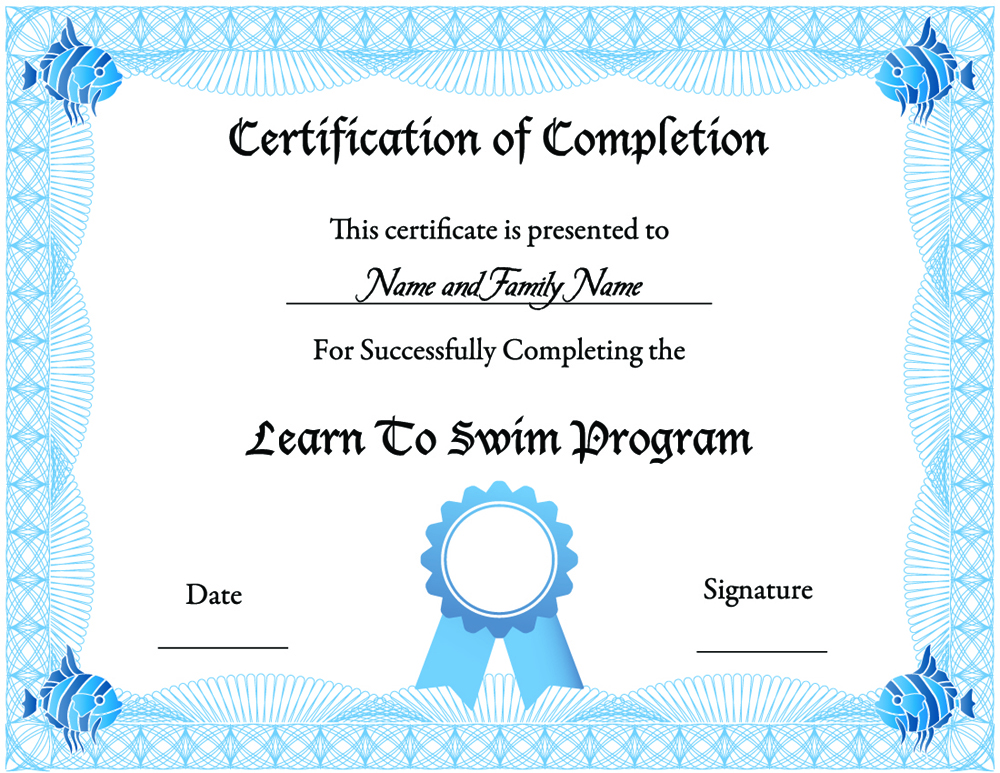 Certification of Completion
This certificate is presented to
Name and Family Name
For Successfully Completing the
Learn To Swim Program
Date
Signature